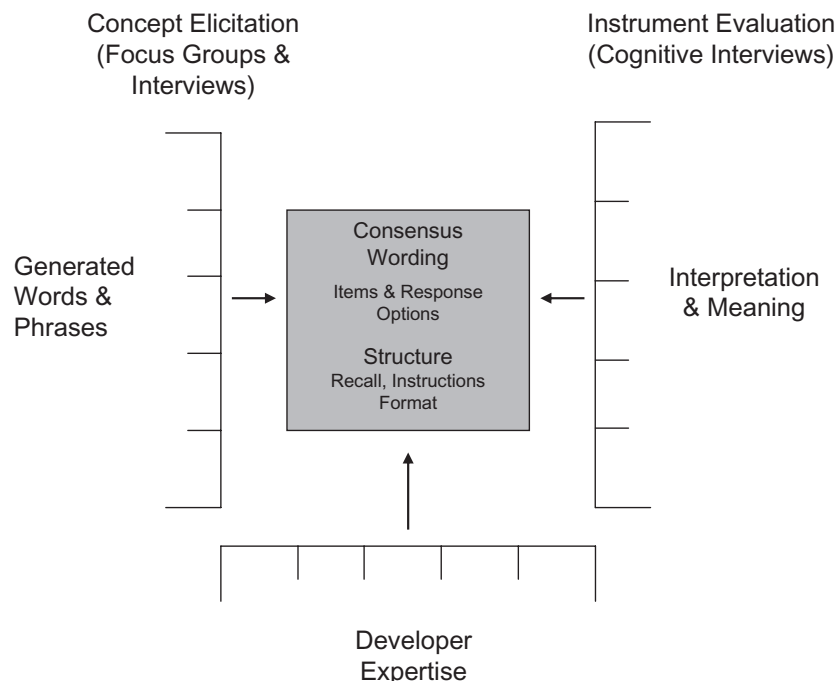 Concept Elicitation
(Focus Groups &
Interviews)
Instrument Evaluation
(Cognitive Interviews)
Generated
Words &
Phrases
Consensus
Wording
Items & Response
Options
Structure
Recall, Instructions
Format
Interpretation
& Meaning
Developer
Expertise